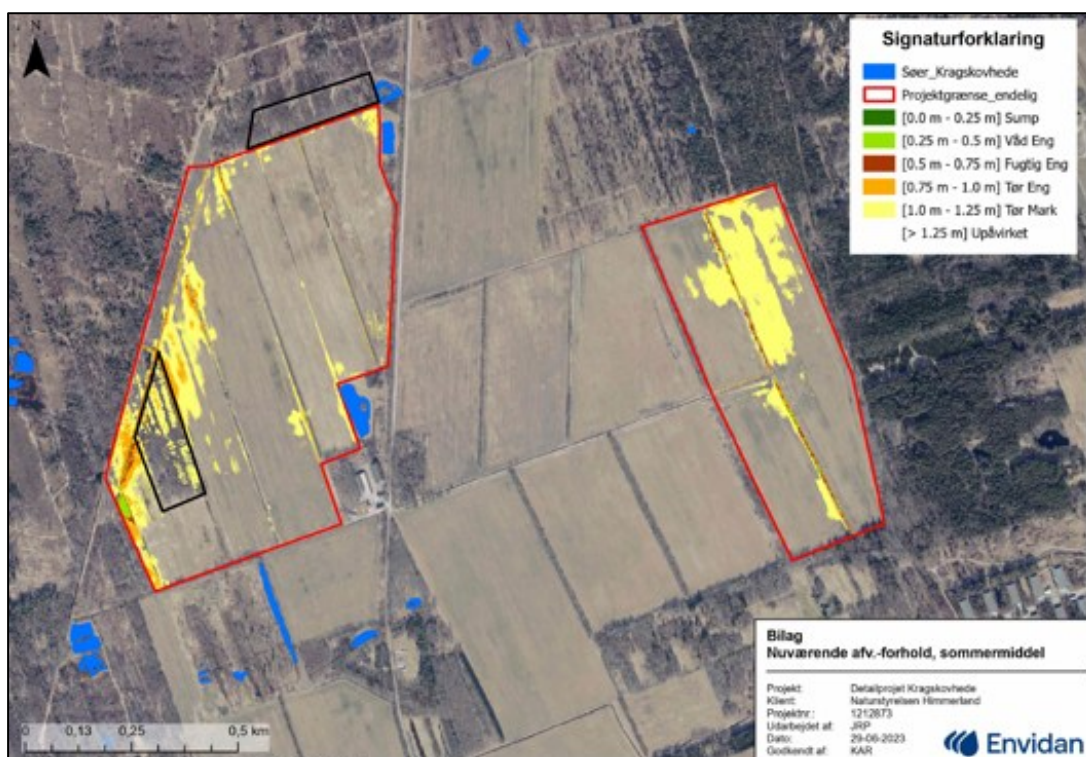 N
Signaturforklaring
Søer_Kragskovhede
Projektgrænse_endelig
[0.0 m - 0.25 m] Sump
[0.25 m - 0.5 m] Våd Eng
[0.5 m - 0.75 m] Fugtig Eng
[0.75 m - 1.0 m] Tør Eng
[1.0 m - 1.25 m] Tør Mark
[> 1.25 m] Upåvirket
Bilag
Nuværende afv.-forhold, sommermiddel
Projekt: Detailprojet Kragskovhede
Klient: Naturstyrelsen Himmerland
Projektnr.: 1212873
Udarbejdet af: JRP
Dato: 29-06-2023
Godkendt af: KAR
Envidan
0 0,13 0,25 0,5 km